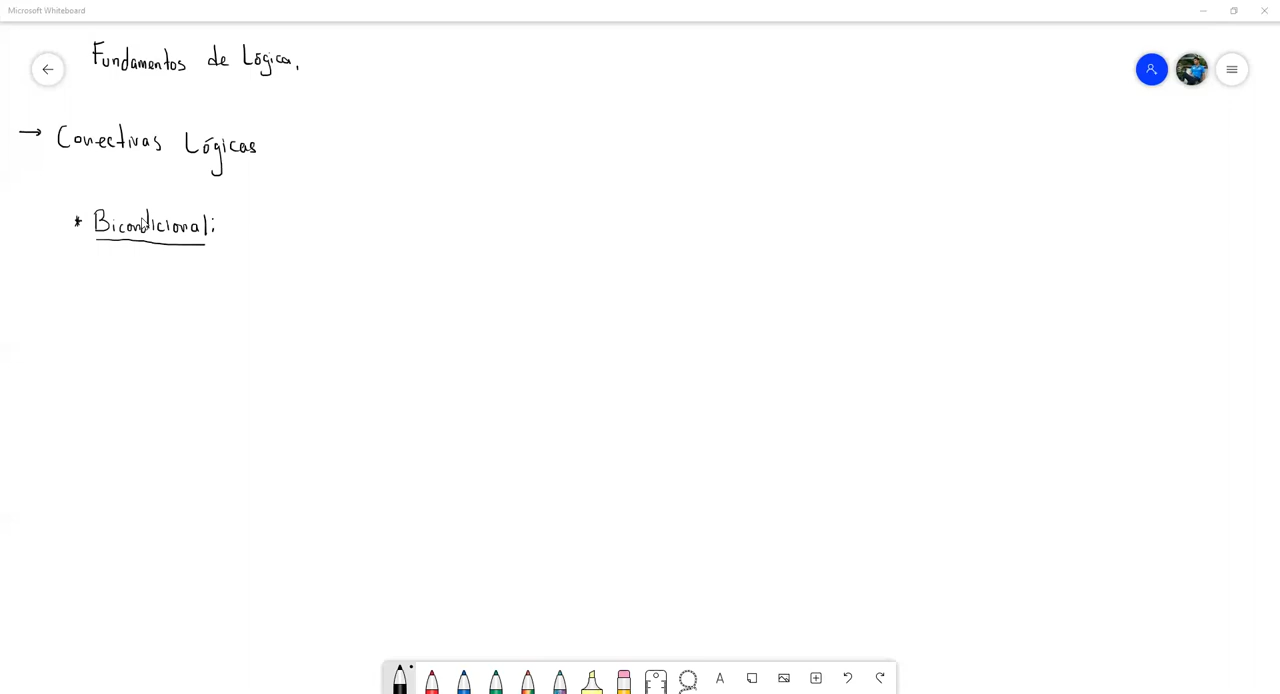 Microsoft Whiteboard
Fundamentos de Lógica.
→ Conectivas Lógicas
* Bicondicional: